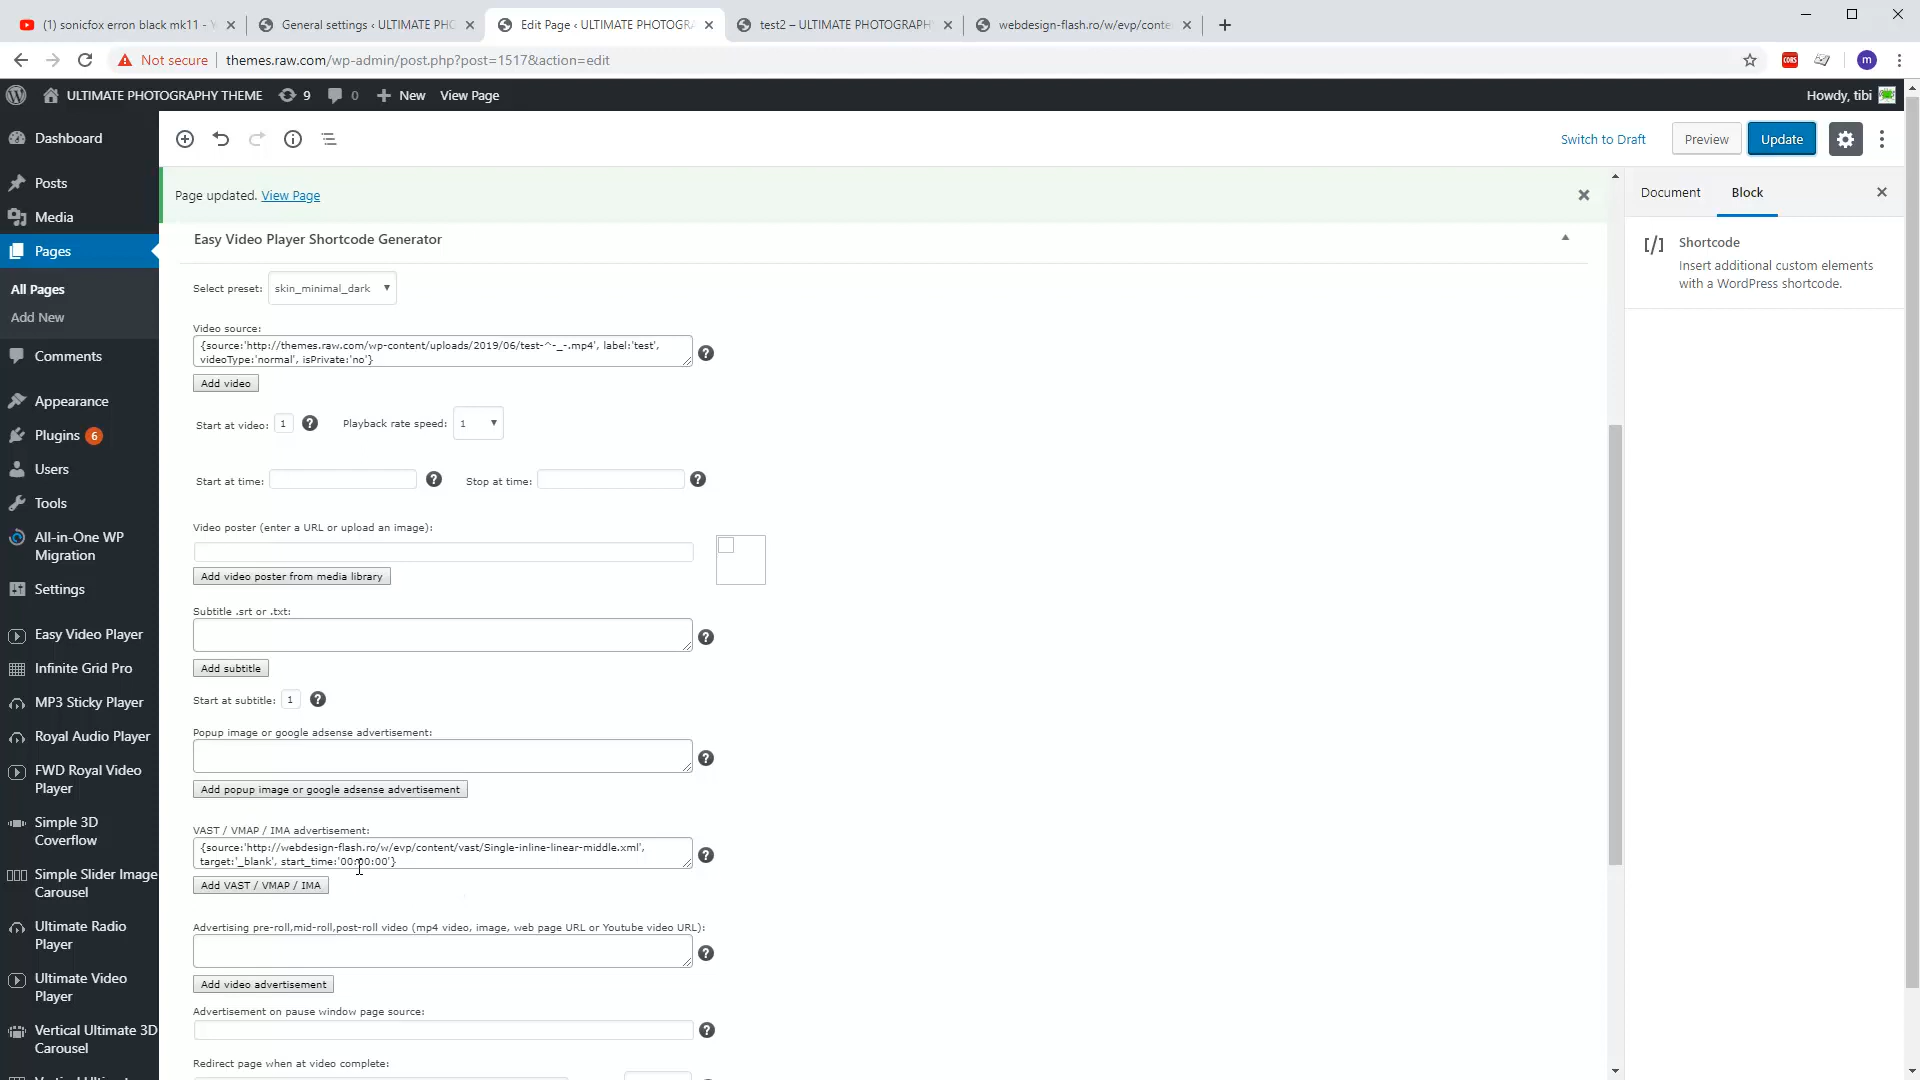 (1) sonicfox erron black mk11 - Y
General settings ‹ ULTIMATE PHO
Edit Page ‹ ULTIMATE PHOTOGRA
test2 – ULTIMATE PHOTOGRAPH
webdesign-flash.ro/w/evp/conte
Not secure
themes.raw.com/wp-admin/post.php?post=1517&action=edit
CORS
m
ULTIMATE PHOTOGRAPHY THEME
9
0
New
View Page
Howdy, tibi
Dashboard
Posts
Media
Pages
All Pages
Add New
Comments
Appearance
Plugins 6
Users
Tools
All-in-One WP
Migration
Settings
Easy Video Player
Infinite Grid Pro
MP3 Sticky Player
Royal Audio Player
FWD Royal Video
Player
Simple 3D
Coverflow
Simple Slider Image
Carousel
Ultimate Radio
Player
Ultimate Video
Player
Vertical Ultimate 3D
Carousel
Switch to Draft
Preview
Update
Page updated. View Page
Easy Video Player Shortcode Generator
Select preset: skin_minimal_dark
Video source:
{source:'http://themes.raw.com/wp-content/uploads/2019/06/test-^-_-.mp4', label:'test',
videoType:'normal', isPrivate:'no'}
Add video
Start at video: 1 ? Playback rate speed: 1
Start at time: ? Stop at time: ?
Video poster (enter a URL or upload an image):
Add video poster from media library
Subtitle .srt or .txt:
Add subtitle
Start at subtitle: 1 ?
Popup image or google adsense advertisement:
Add popup image or google adsense advertisement
VAST / VMAP / IMA advertisement:
{source:'http://webdesign-flash.ro/w/evp/content/vast/Single-inline-linear-middle.xml',
target:'_blank', start_time:'00:00:00'}
Add VAST / VMAP / IMA
Advertising pre-roll,mid-roll,post-roll video (mp4 video, image, web page URL or Youtube video URL):
Add video advertisement
Advertisement on pause window page source:
Redirect page when at video complete:
Document
Block
[/] Shortcode
Insert additional custom elements
with a WordPress shortcode.